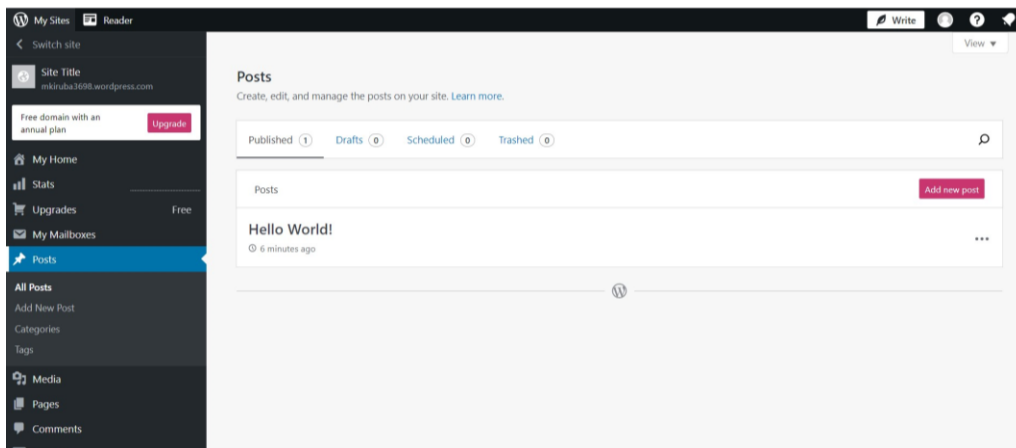 My Sites Reader Write
Switch site
View
Site Title
mkiruba3698.wordpress.com
Free domain with an
annual plan
Upgrade
My Home
Stats
Upgrades Free
My Mailboxes
Posts
All Posts
Add New Post
Categories
Tags
Media
Pages
Comments
Posts
Create, edit, and manage the posts on your site. Learn more.
Published 1 Drafts 0 Scheduled 0 Trashed 0
Posts Add new post
Hello World!
6 minutes ago